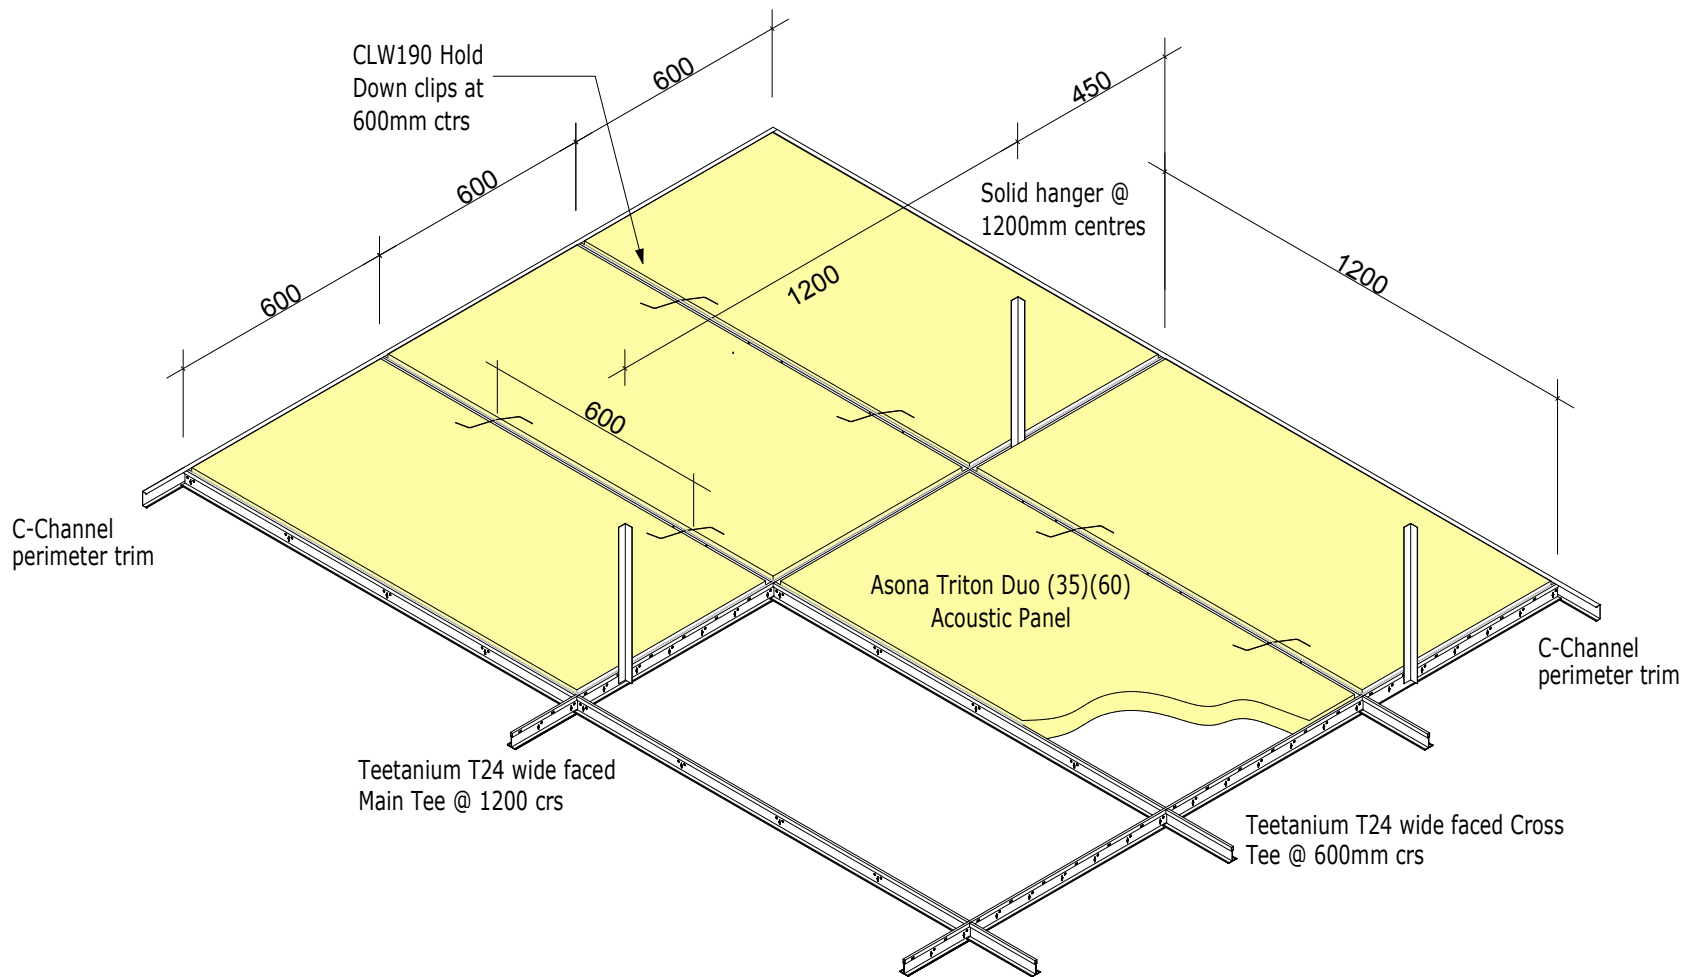 CLW190 Hold
Down clips at
600mm ctrs
600
600
600
450
1200
1200
600
Solid hanger @
1200mm centres
C-Channel
perimeter trim
Asona Triton Duo (35)(60)
Acoustic Panel
C-Channel
perimeter trim
Teetanium T24 wide faced
Main Tee @ 1200 crs
Teetanium T24 wide faced Cross
Tee @ 600mm crs